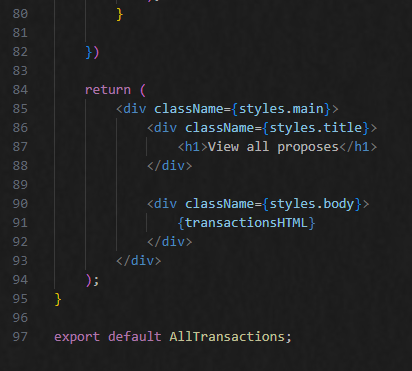 80 }
81
82 })
83
84 return (
85 <div className={styles.main}>
86 <div className={styles.title}>
87 <h1>View all proposes</h1>
88 </div>
89
90 <div className={styles.body}>
91 {transactionsHTML}
92 </div>
93 </div>
94 );
95 }
96
97 export default AllTransactions;